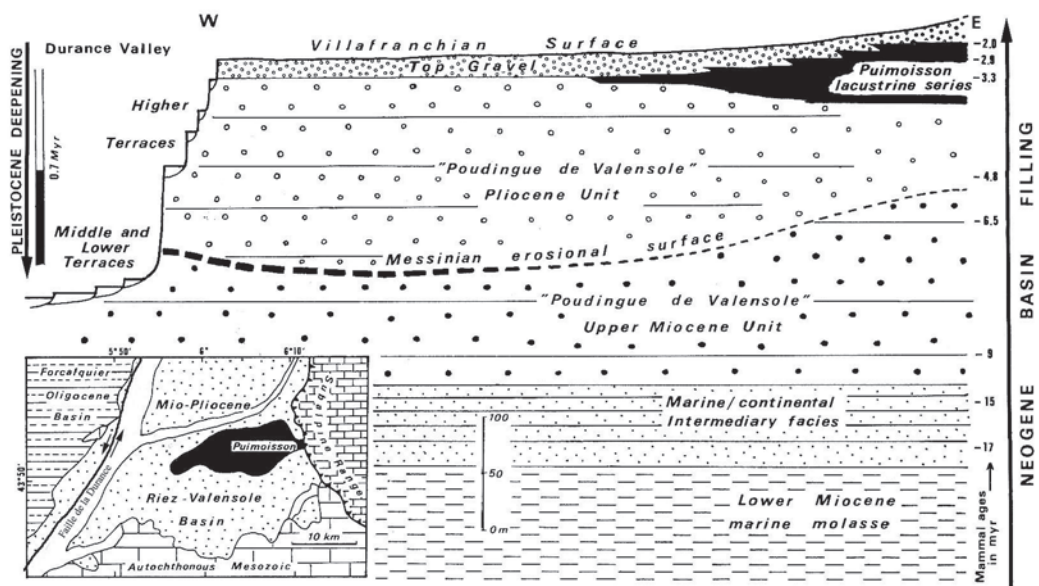 W
E
Durance Valley
Villafranchian Surface
Top Gravel
Puimoisson
lacustrine series
Higher
Terraces
"Poudingue de Valensole"
Pliocene Unit
Middle and
Lower
Terraces
Messinian erosional surface
"Poudingue de Valensole"
Upper Miocene Unit
Marine/continental
Intermediary facies
Lower Miocene
marine molasse
PLEISTOCENE DEEPENING
0.7 Myr
-2.0
-2.9
-3.3
-4.8
-6.5
-9
-15
-17
Mammal ages
in myr
NEOGENE BASIN FILLING
100
50
0m
5°50'
6°
6°10'
43°50'
Forcalquier
Oligocene
Basin
Mio-Pliocene
Puimoisson
Subalpine Range
Riez-Valensole
Basin
Faille de la Durance
10 km
Autochthonous Mesozoic